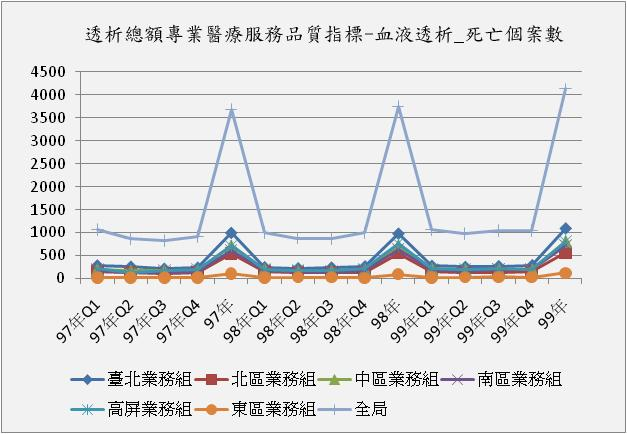 透析總額專業醫療服務品質指標-血液透析_死亡個案數
4500
4000
3500
3000
2500
2000
1500
1000
500
0
97年Q1
97年Q2
97年Q3
97年Q4
97年
98年Q1
98年Q2
98年Q3
98年Q4
98年
99年Q1
99年Q2
99年Q3
99年Q4
99年
臺北業務組 北區業務組 中區業務組 南區業務組
高屏業務組 東區業務組 全局